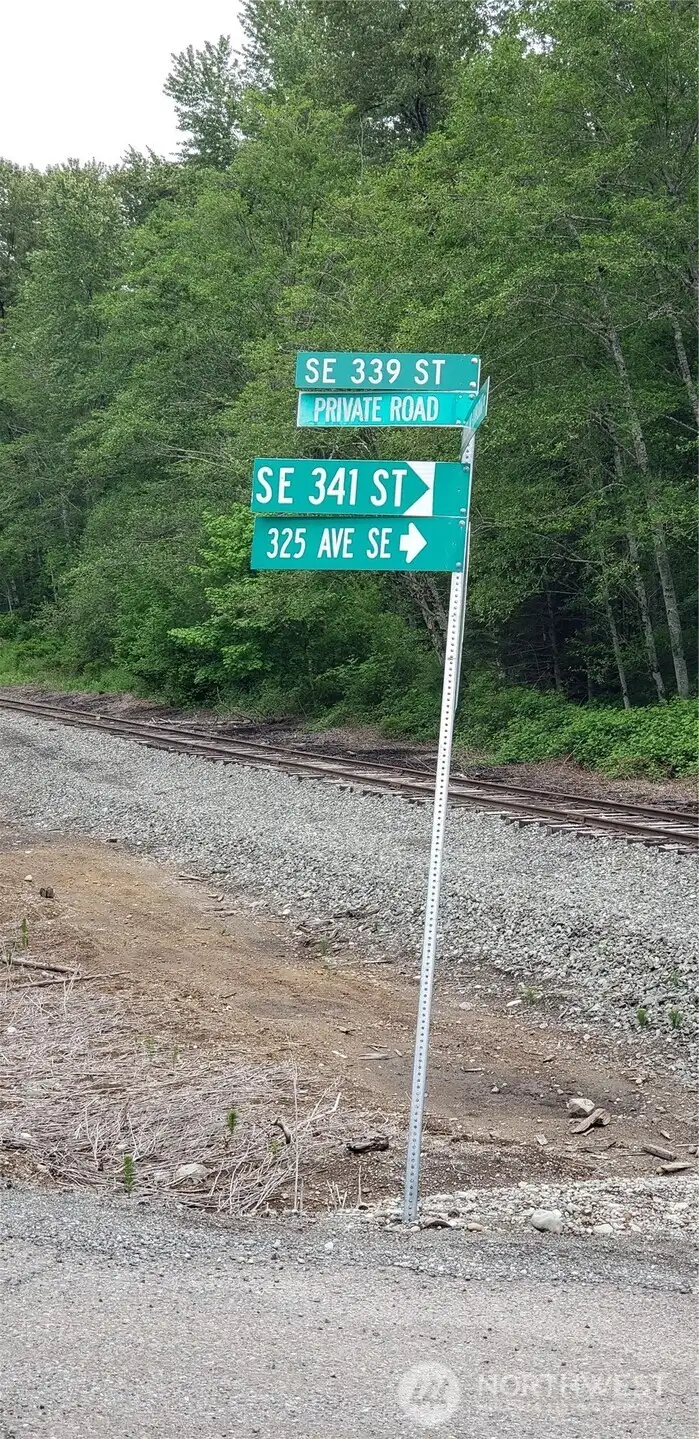 SE 339 ST
PRIVATE ROAD
SE 341 ST
325 AVE SE
NORTHWEST